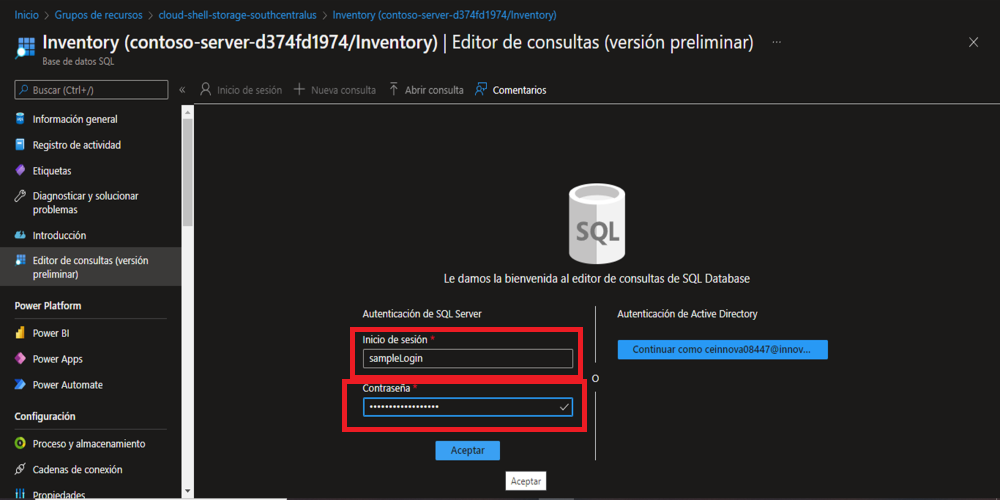 Inicio > Grupos de recursos > cloud-shell-storage-southcentralus > Inventory (contoso-server-d374fd1974/Inventory)
Inventory (contoso-server-d374fd1974/Inventory) | Editor de consultas (versión preliminar) ...
Base de datos SQL
Buscar (Ctrl+/)
«
Inicio de sesión
Nueva consulta
Abrir consulta
Comentarios
Información general
Registro de actividad
Etiquetas
Diagnosticar y solucionar
problemas
Introducción
Editor de consultas (versión
preliminar)
Power Platform
Power BI
Power Apps
Power Automate
Configuración
Proceso y almacenamiento
Cadenas de conexión
Propiedades
SQL
Le damos la bienvenida al editor de consultas de SQL Database
Autenticación de SQL Server
Inicio de sesión *
sampleLogin
Contraseña *
••••••••••••••••••
Aceptar
Aceptar
O
Autenticación de Active Directory
Continuar como ceinnova08447@innov...